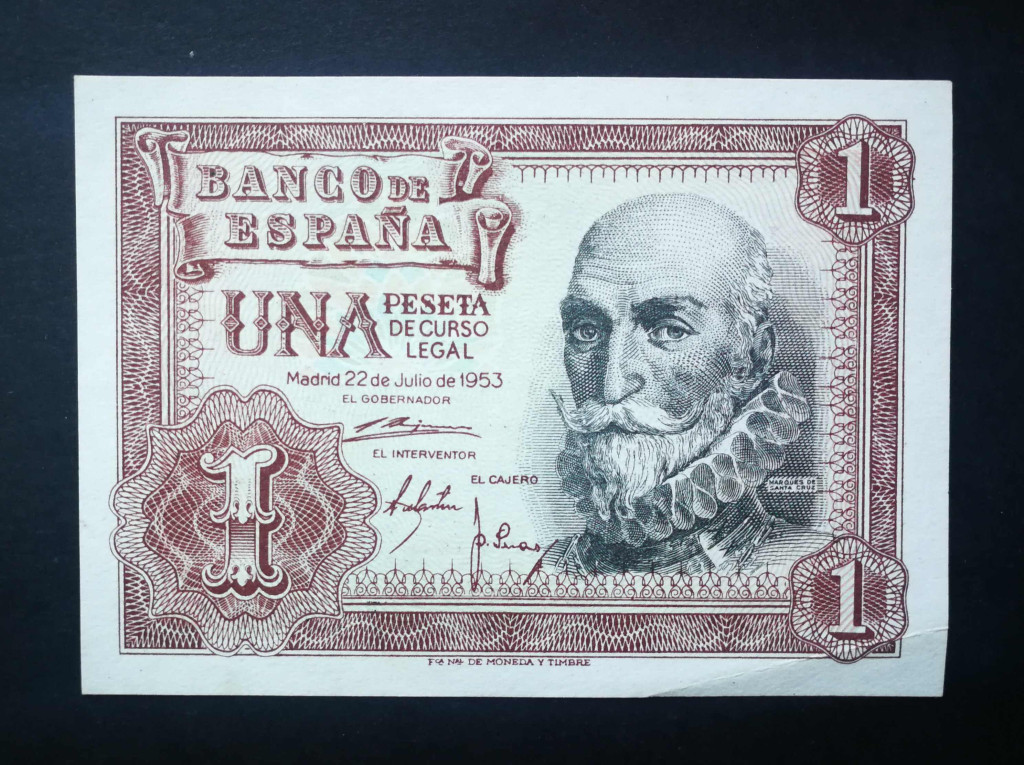 BANCO DE
ESPAÑA
1
UNA PESETA
DE CURSO
LEGAL
Madrid 22 de Julio de 1953
EL GOBERNADOR
EL INTERVENTOR
EL CAJERO
MARQUES DE
SANTA CRUZ
1
1
Fca NAL DE MONEDA Y TIMBRE